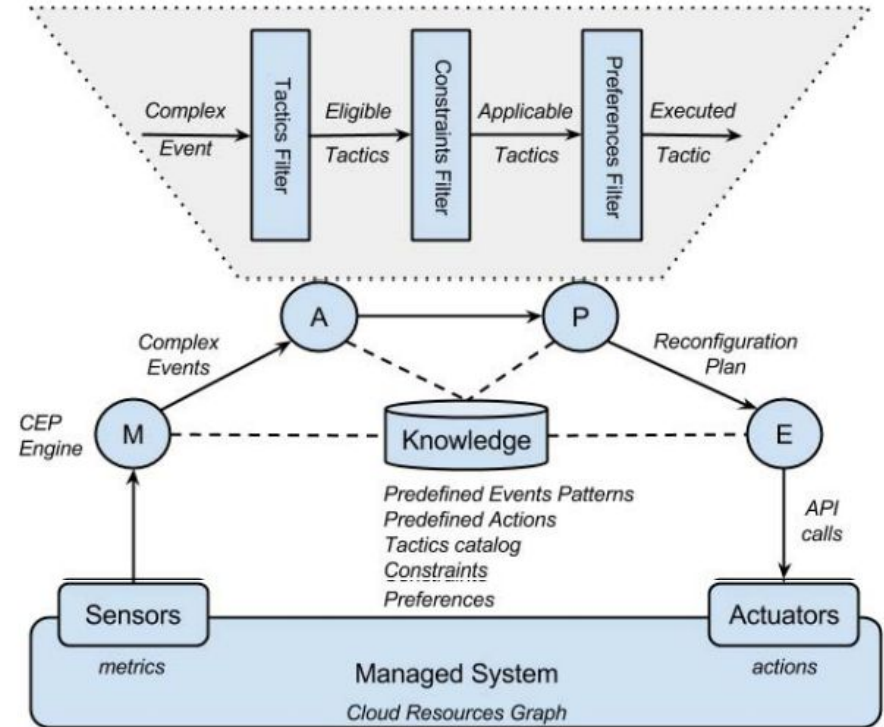 Complex
Event
Tactics Filter
Eligible
Tactics
Constraints Filter
Applicable
Tactics
Preferences Filter
Executed
Tactic
A
P
Complex
Events
Reconfiguration
Plan
CEP
Engine
M
Knowledge
E
Predefined Events Patterns
Predefined Actions
Tactics catalog
Constraints
Preferences
API
calls
Sensors
Actuators
metrics
Managed System
actions
Cloud Resources Graph